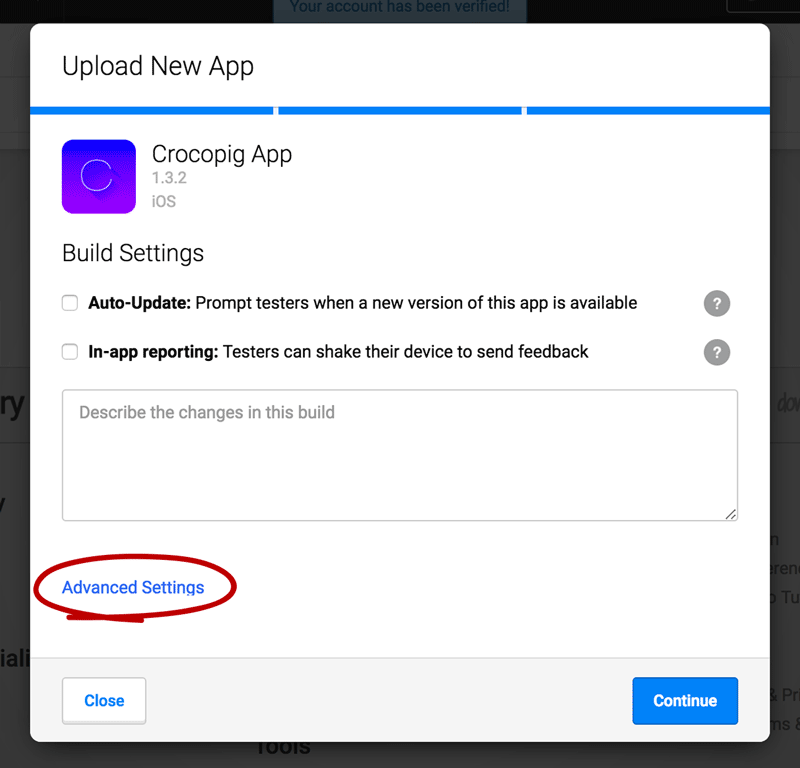 Your account has been verified!
Upload New App
Crocopig App
1.3.2
iOS
Build Settings
Auto-Update: Prompt testers when a new version of this app is available
?
In-app reporting: Testers can shake their device to send feedback
?
Describe the changes in this build
Advanced Settings
Close
Continue
Tools